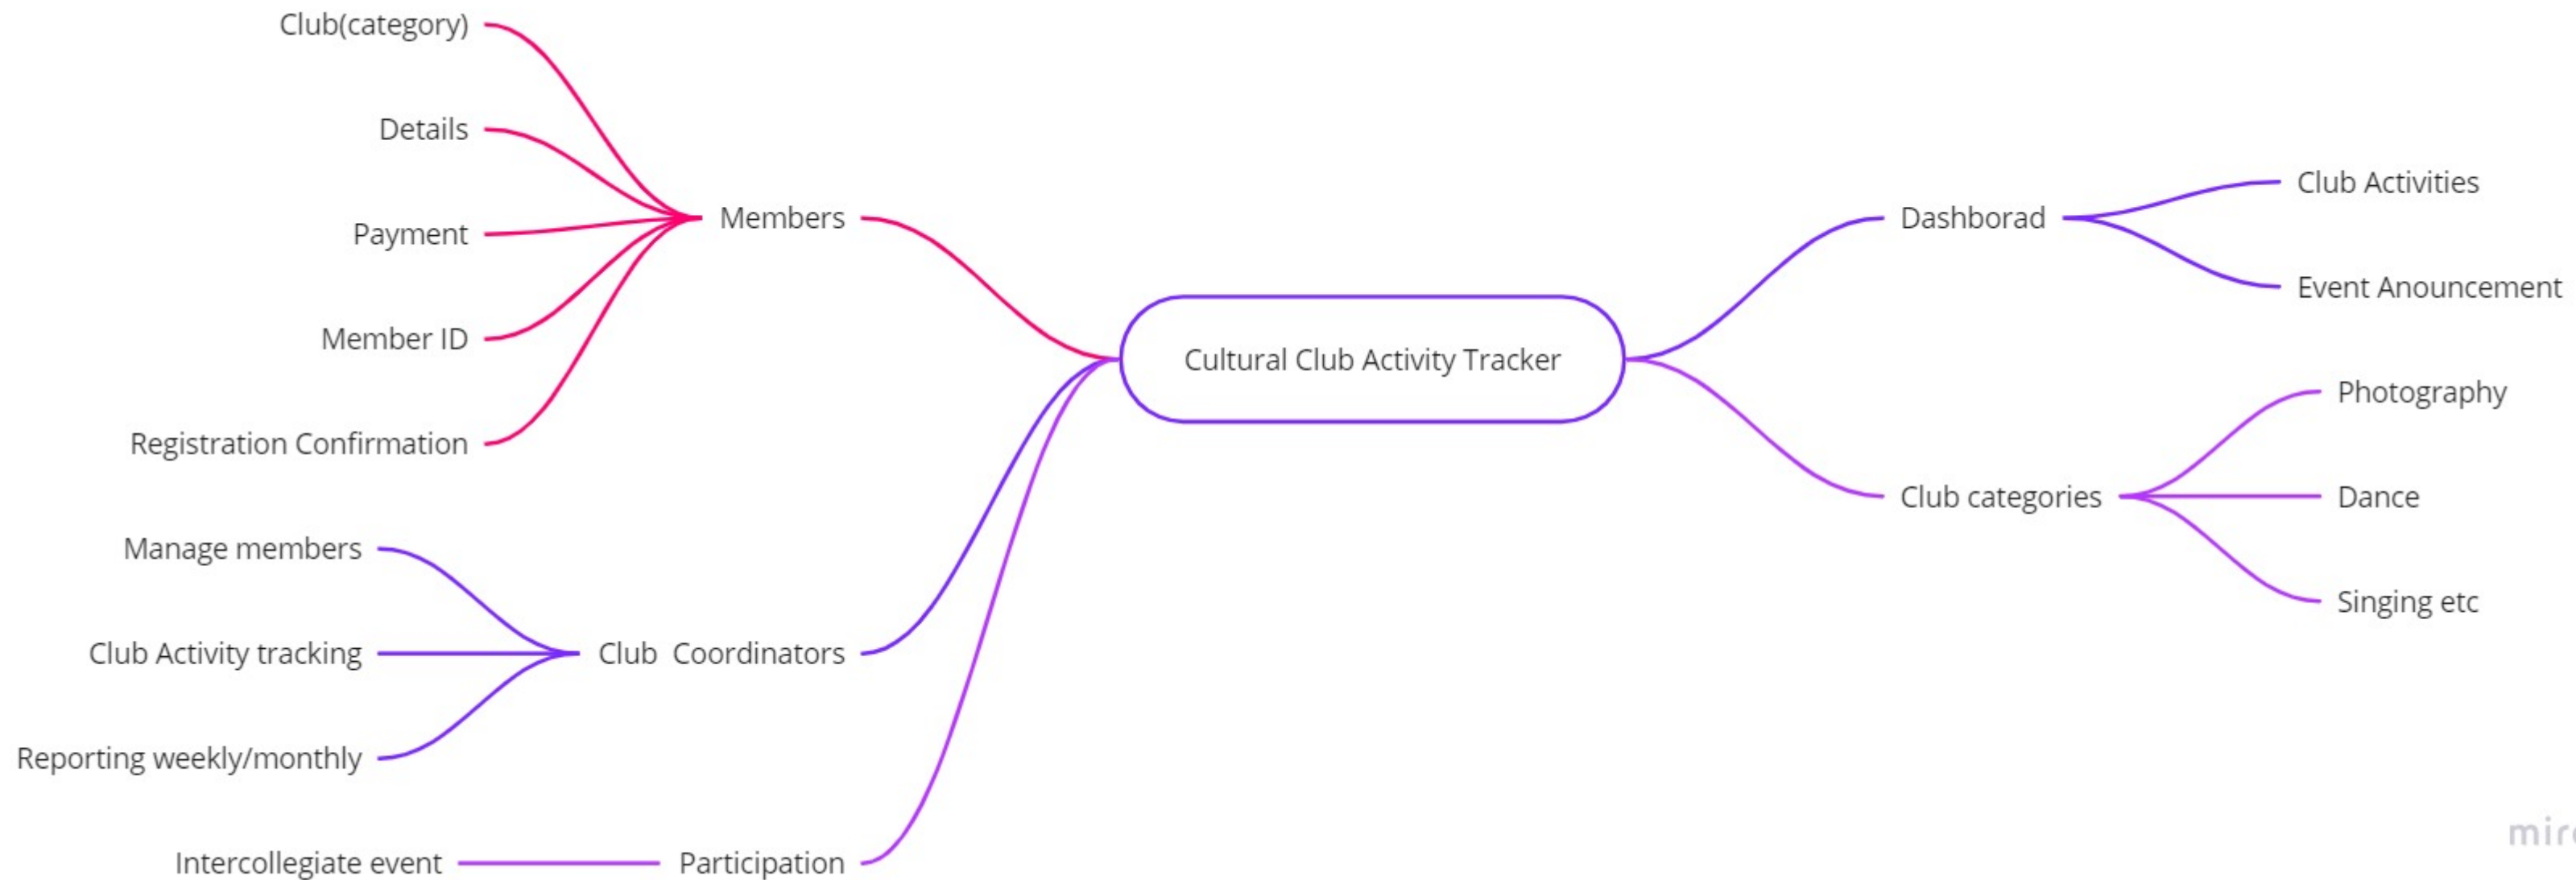 Club(category)
Details
Payment
Member ID
Registration Confirmation
Members
Manage members
Club Activity tracking
Reporting weekly/monthly
Club  Coordinators
Intercollegiate event
Participation
Cultural Club Activity Tracker
Dashborad
Club Activities
Event Anouncement
Club categories
Photography
Dance
Singing etc